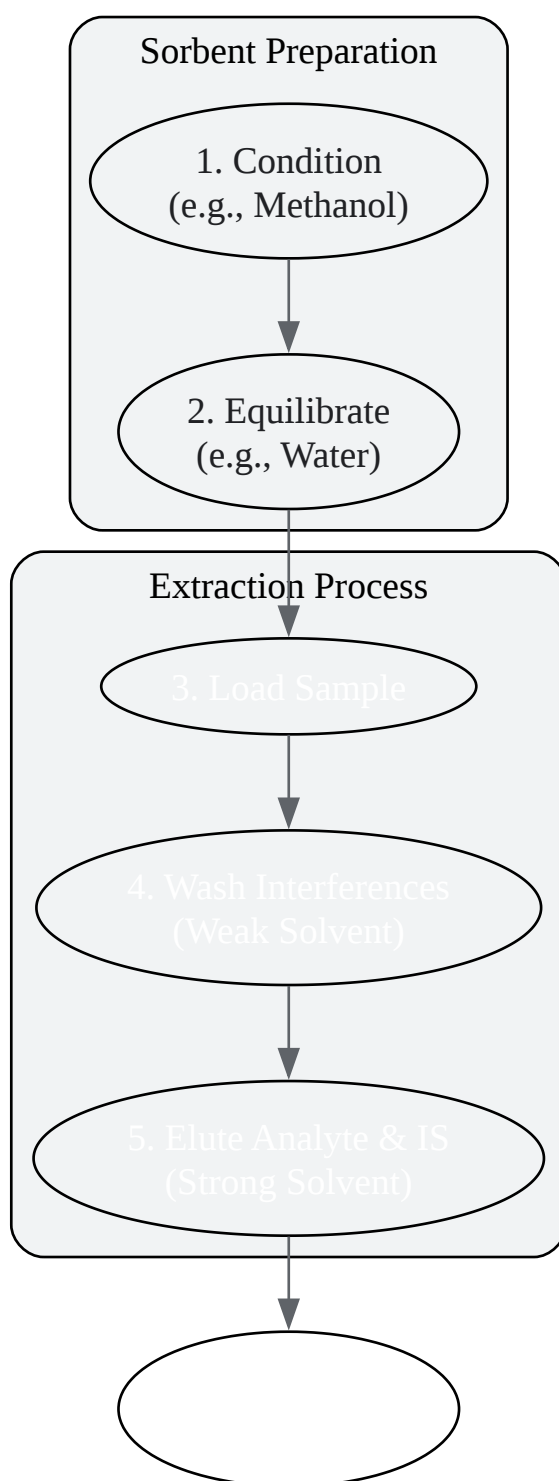 Sorbent Preparation
1. Condition
(e.g., Methanol)
2. Equilibrate
(e.g., Water)
Extraction Process
3. Load Sample
4. Wash Interferences
(Weak Solvent)
5. Elute Analyte & IS
(Strong Solvent)